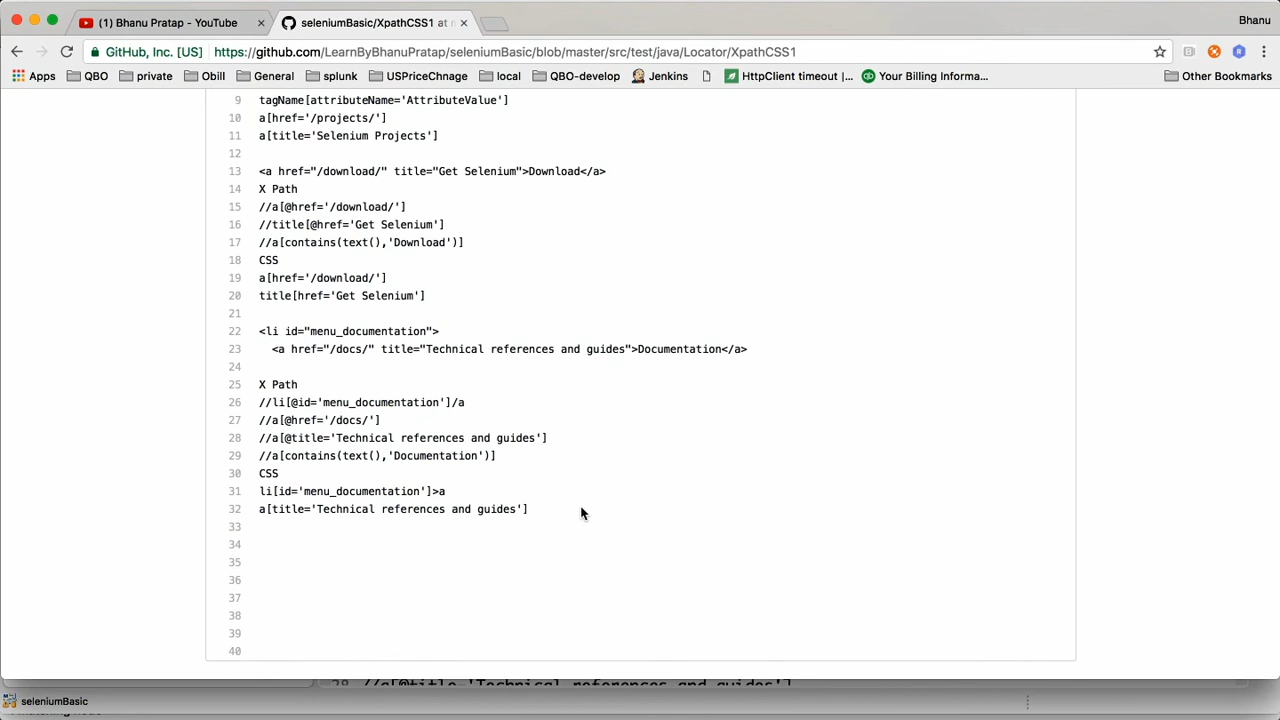 (1) Bhanu Pratap - YouTube
seleniumBasic/XpathCSS1 at
Bhanu
GitHub, Inc. [US]
https://github.com/LearnByBhanuPratap/seleniumBasic/blob/master/src/test/java/Locator/XpathCSS1
Apps QBO private Obill General splunk USPriceChnage local QBO-develop Jenkins HttpClient timeout |... Your Billing Informa... Other Bookmarks
9 tagName[attributeName='AttributeValue']
10 a[href='/projects/']
11 a[title='Selenium Projects']
12
13 <a href="/download/" title="Get Selenium">Download</a>
14 X Path
15 //a[@href='/download/']
16 //title[@href='Get Selenium']
17 //a[contains(text(),'Download')]
18 CSS
19 a[href='/download/']
20 title[href='Get Selenium']
21
22 <li id="menu_documentation">
23 <a href="/docs/" title="Technical references and guides">Documentation</a>
24
25 X Path
26 //li[@id='menu_documentation']/a
27 //a[@href='/docs/']
28 //a[@title='Technical references and guides']
29 //a[contains(text(),'Documentation')]
30 CSS
31 li[id='menu_documentation']>a
32 a[title='Technical references and guides']
33
34
35
36
37
38
39
40
28 //a[@title='Technical references and guides']
seleniumBasic